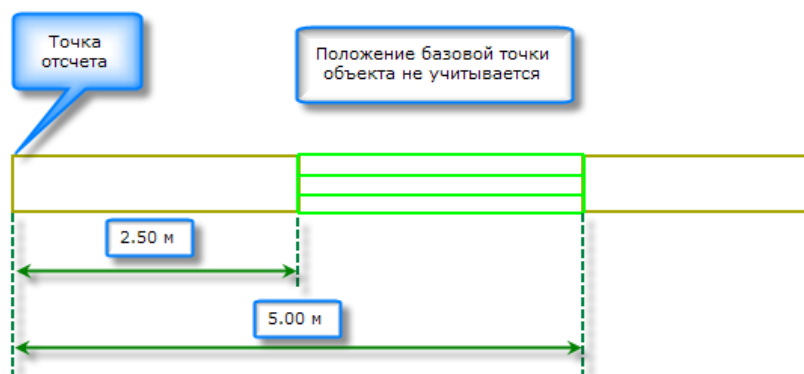 Точка
отсчета
Положение базовой точки
объекта не учитывается
2.50 м
5.00 м